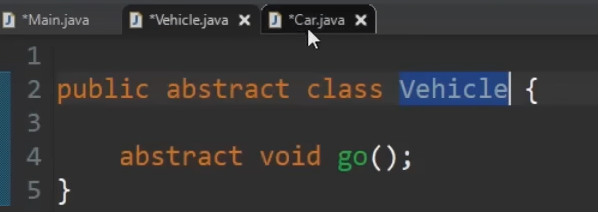 *Main.java *Vehicle.java *Car.java
1
2 public abstract class Vehicle {
3
4 abstract void go();
5 }